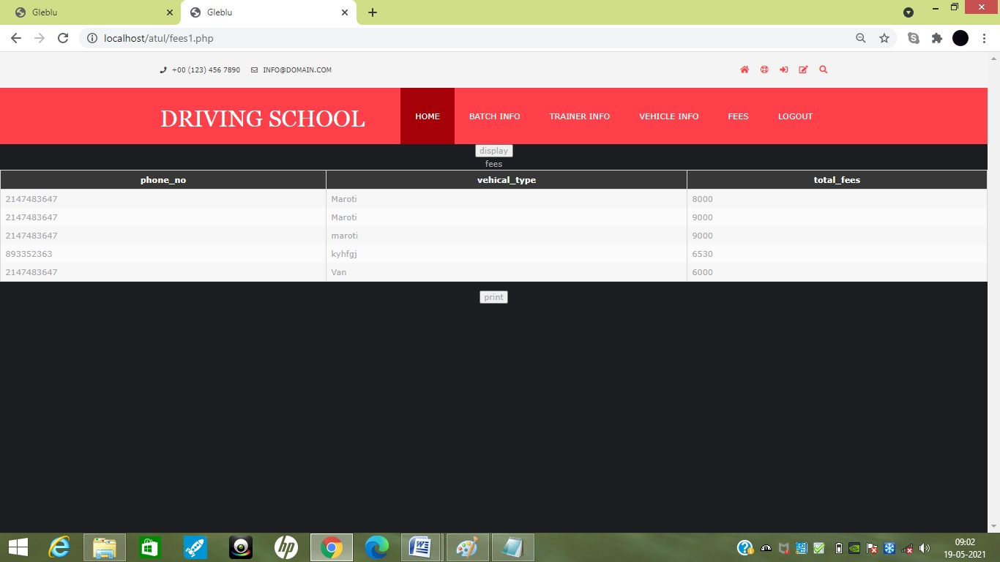 Gleblu
Gleblu
localhost/atul/fees1.php
+00 (123) 456 7890 INFO@DOMAIN.COM
DRIVING SCHOOL HOME BATCH INFO TRAINER INFO VEHICLE INFO FEES LOGOUT
display
fees
phone_no vehical_type total_fees
2147483647 Maroti 8000
2147483647 Maroti 9000
2147483647 maroti 9000
893352363 kyhfgj 6530
2147483647 Van 6000
print
hp
09:02
19-05-2021